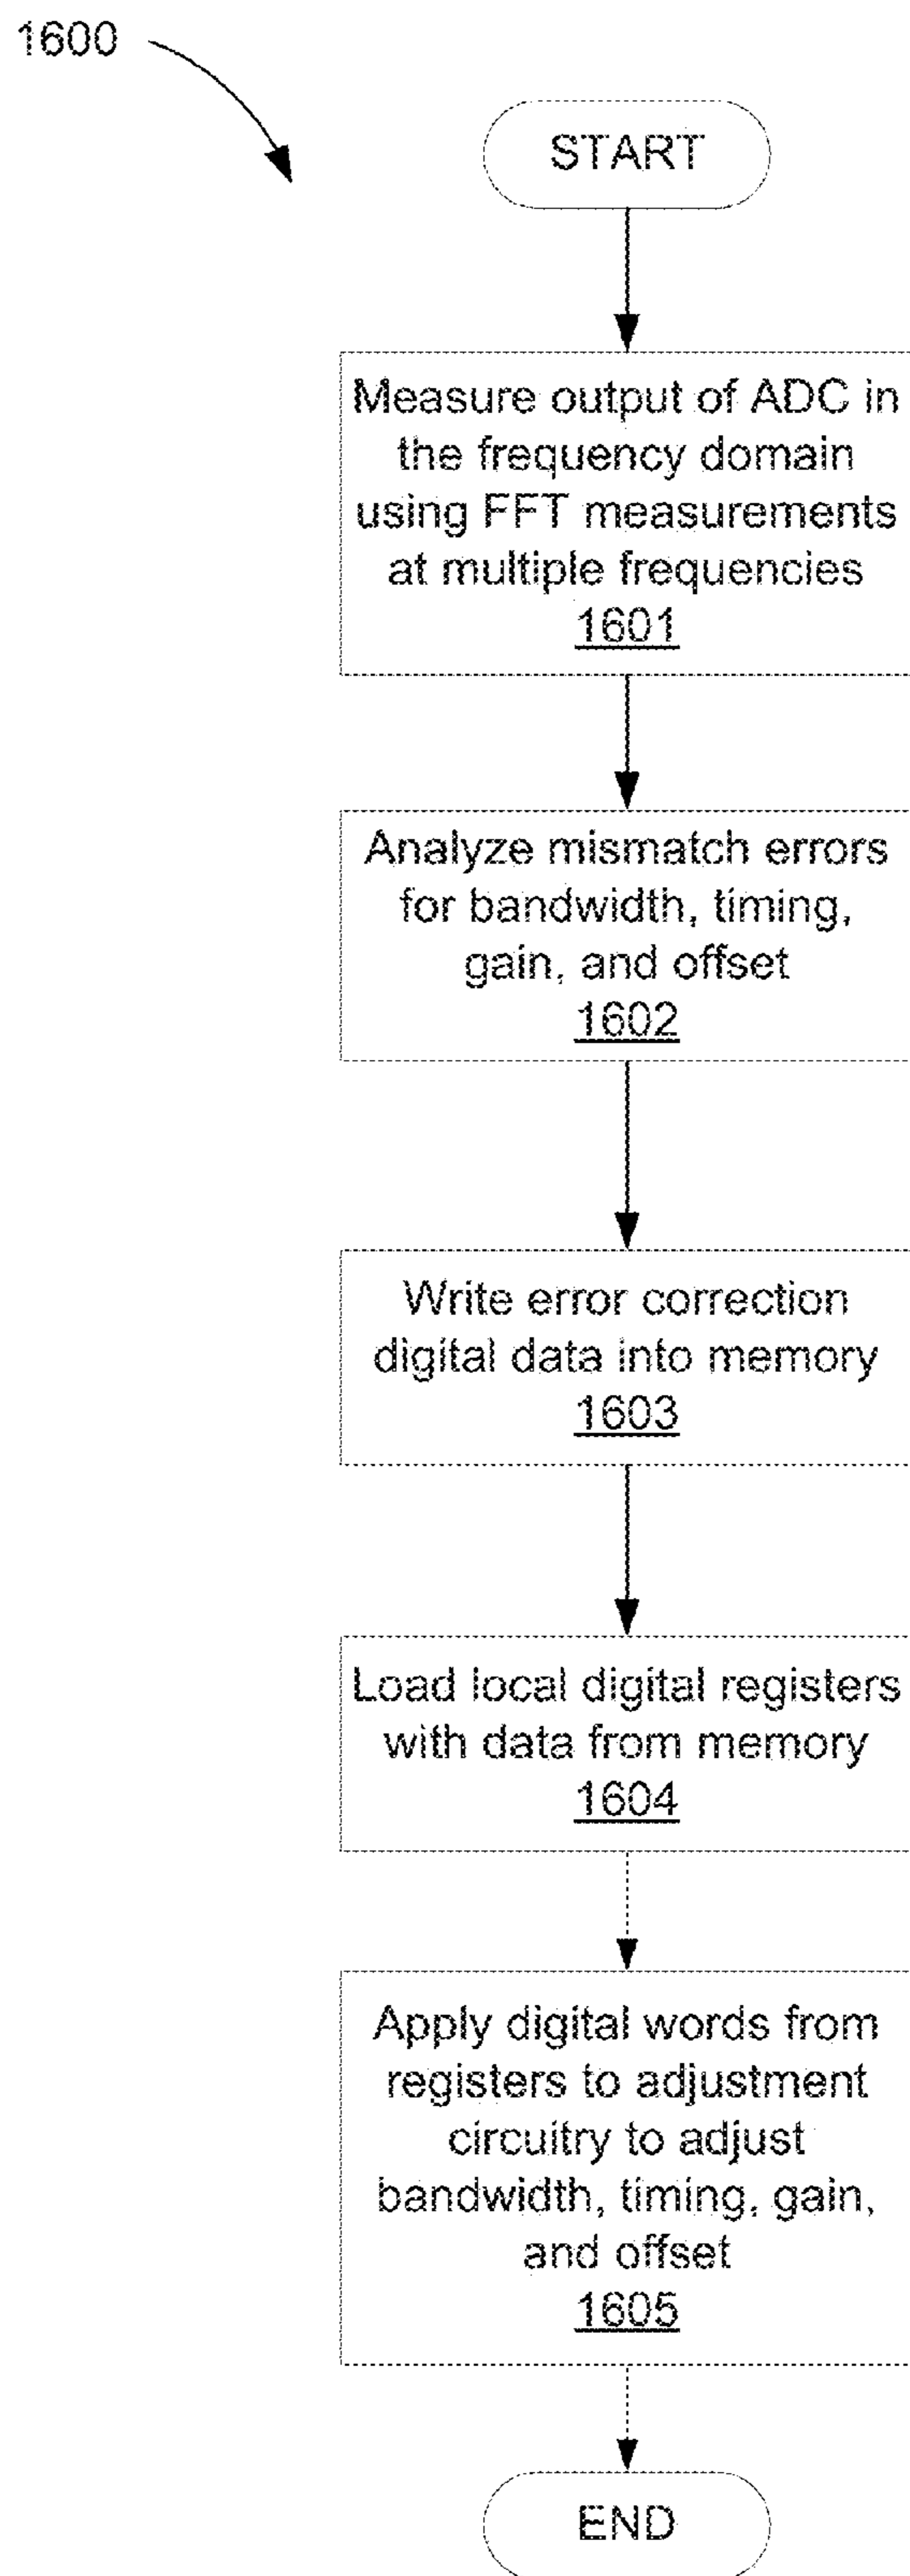 1600
START
Measure output of ADC in
the frequency domain
using FFT measurements
at multiple frequencies
1601
Analyze mismatch errors
for bandwidth, timing,
gain, and offset
1602
Write error correction
digital data into memory
1603
Load local digital registers
with data from memory
1604
Apply digital words from
registers to adjustment
circuitry to adjust
bandwidth, timing, gain,
and offset
1605
END